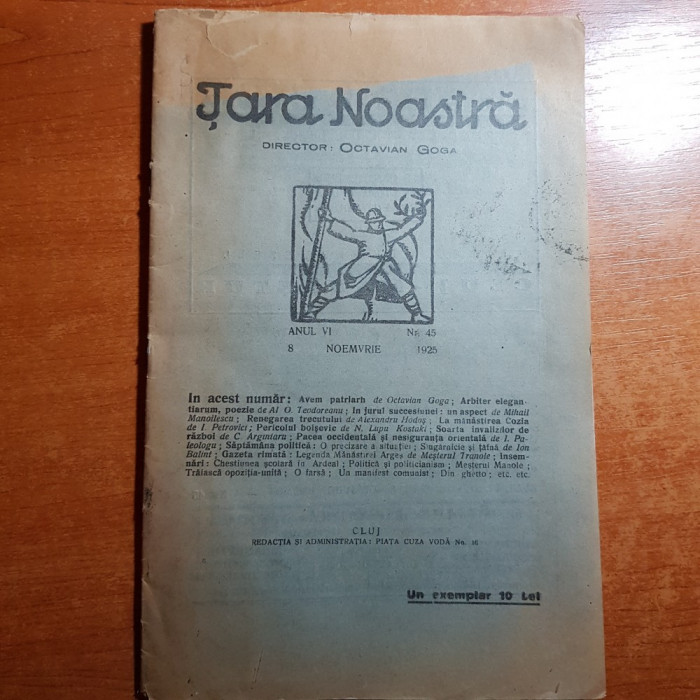 Țara Noastră
DIRECTOR: OCTAVIAN GOGA
ANUL VI Nr. 45
8 NOEMVRIE 1925
In acest număr: Avem patriarh de Octavian Goga; Arbiter elegan-
tiarum, poezie de Al O. Teodoreanu; In jurul succesiunei: un aspect de Mihail
Manoilescu; Renegarea trecutului de Alexandru Hodoș; La mănăstirea Cozia
de I. Petrovici; Pericolul bolșevic de N. Lupu Kostaki; Soarta invalizilor de
război de C. Argintaru; Pacea occidentală și nesiguranța orientală de I. Pa-
leologu; Săptămâna politică: O precizare a situației; Sugărelciu și țâfnă de Ion
Balint; Gazeta rimată: Legenda Mănăstirei Argeș de Meșterul Tranole; însem-
nări: Chestiunea școlară în Ardeal; Politică și politicianism; Meșterul Manole;
Trăiască opoziția-unită; O farsă; Un manifest comunist; Din ghetto; etc. etc.
CLUJ
REDACȚIA ȘI ADMINISTRAȚIA: PIAȚA CUZA VODĂ No. 16
Un exemplar 10 Lei